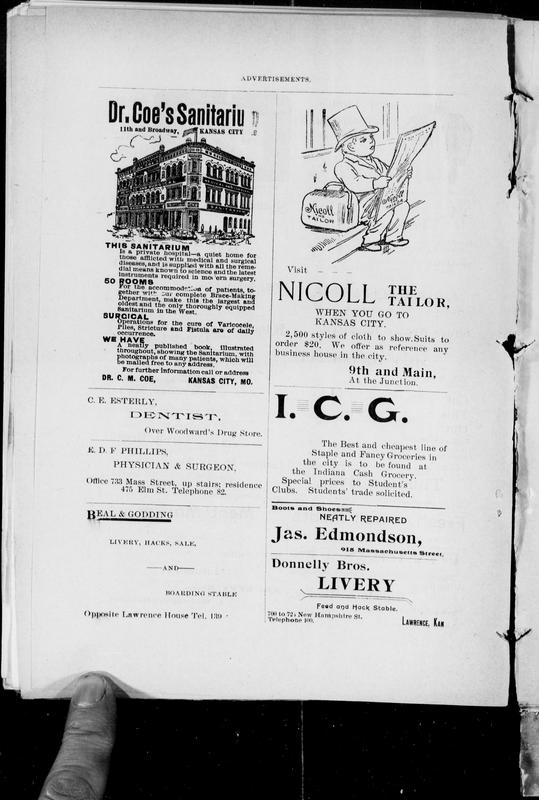 ADVERTISEMENTS.
Dr. Coe's Sanitariu
11th and Broadway, KANSAS CITY
THIS SANITARIUM
Is a private hospital—a quiet home for
those afflicted with medical and surgical
diseases, and is supplied with all the reme-
dial means known to science and the latest
instruments required in modern surgery.
50 ROOMS
For the accommodation of patients, to-
gether with our complete Brace-Making
Department, make this the largest and
oldest and the only thoroughly equipped
Sanitarium in the West.
SURGICAL
Operations for the cure of Varicocele,
Piles, Stricture and Fistula are of daily
occurrence.
WE HAVE
A neatly published book, illustrated
throughout, showing the Sanitarium, with
photographs of many patients, which will
be mailed free to any address.
For further information call or address
DR. C. M. COE, KANSAS CITY, MO.
C. E. ESTERLY,
DENTIST,
Over Woodward's Drug Store.
E. D. F PHILLIPS,
PHYSICIAN & SURGEON,
Office 733 Mass Street, up stairs; residence
475 Elm St. Telephone 82.
BEAL & GODDING
LIVERY, HACKS, SALE,
—AND—
BOARDING STABLE
Opposite Lawrence House Tel. 139
Nicoll
TAILOR
Nicoll
TAILOR
Visit
NICOLL THE
TAILOR,
WHEN YOU GO TO
KANSAS CITY.
2,500 styles of cloth to show. Suits to
order $20. We offer as reference any
business house in the city.
9th and Main,
At the Junction.
I. C. G.
The Best and cheapest line of
Staple and Fancy Groceries in
the city is to be found at
the Indiana Cash Grocery.
Special prices to Student's
Clubs. Students' trade solicited.
Boots and Shoes
NEATLY REPAIRED
Jas. Edmondson,
915 Massachusetts Street.
Donnelly Bros.
LIVERY
Feed and Hack Stable.
New Hampshire St.
Telephone 100. LAWRENCE, KAN